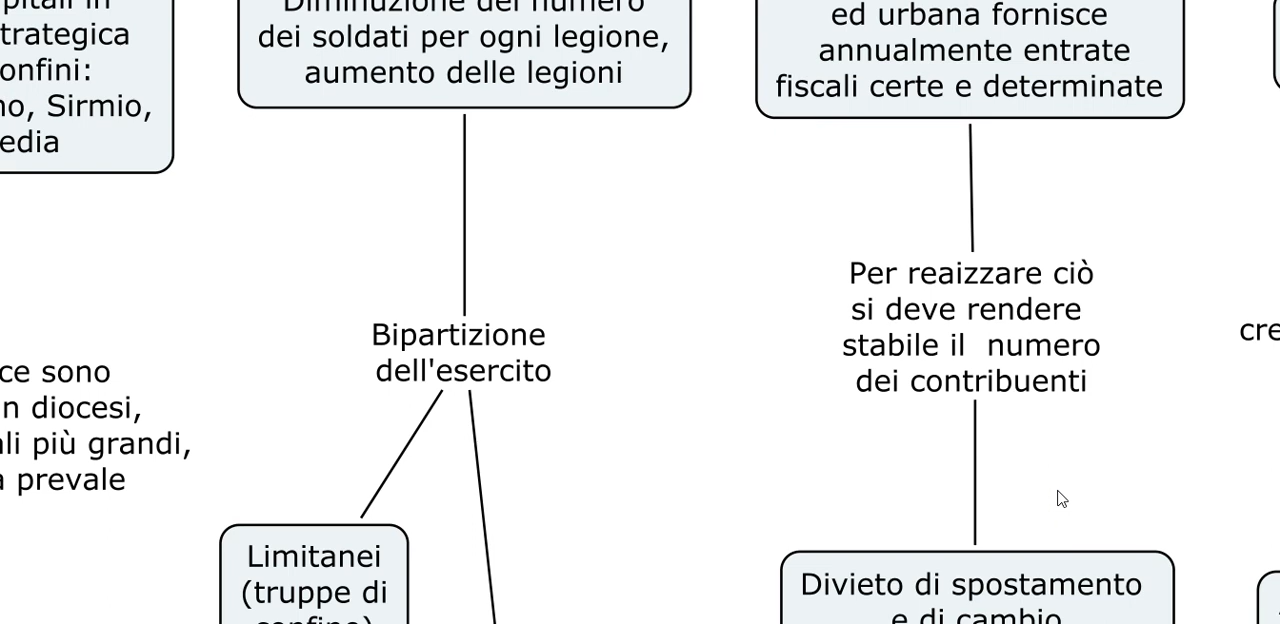 trategica
onfini:
no, Sirmio,
edia
Diminuzione del numero
dei soldati per ogni legione,
aumento delle legioni
ed urbana fornisce
annualmente entrate
fiscali certe e determinate
Bipartizione
dell'esercito
Per reaizzare ciò
si deve rendere
stabile il  numero
dei contribuenti
cre
ce sono
n diocesi,
li più grandi,
a prevale
Limitanei
(truppe di
confine)
Divieto di spostamento
e di cambio